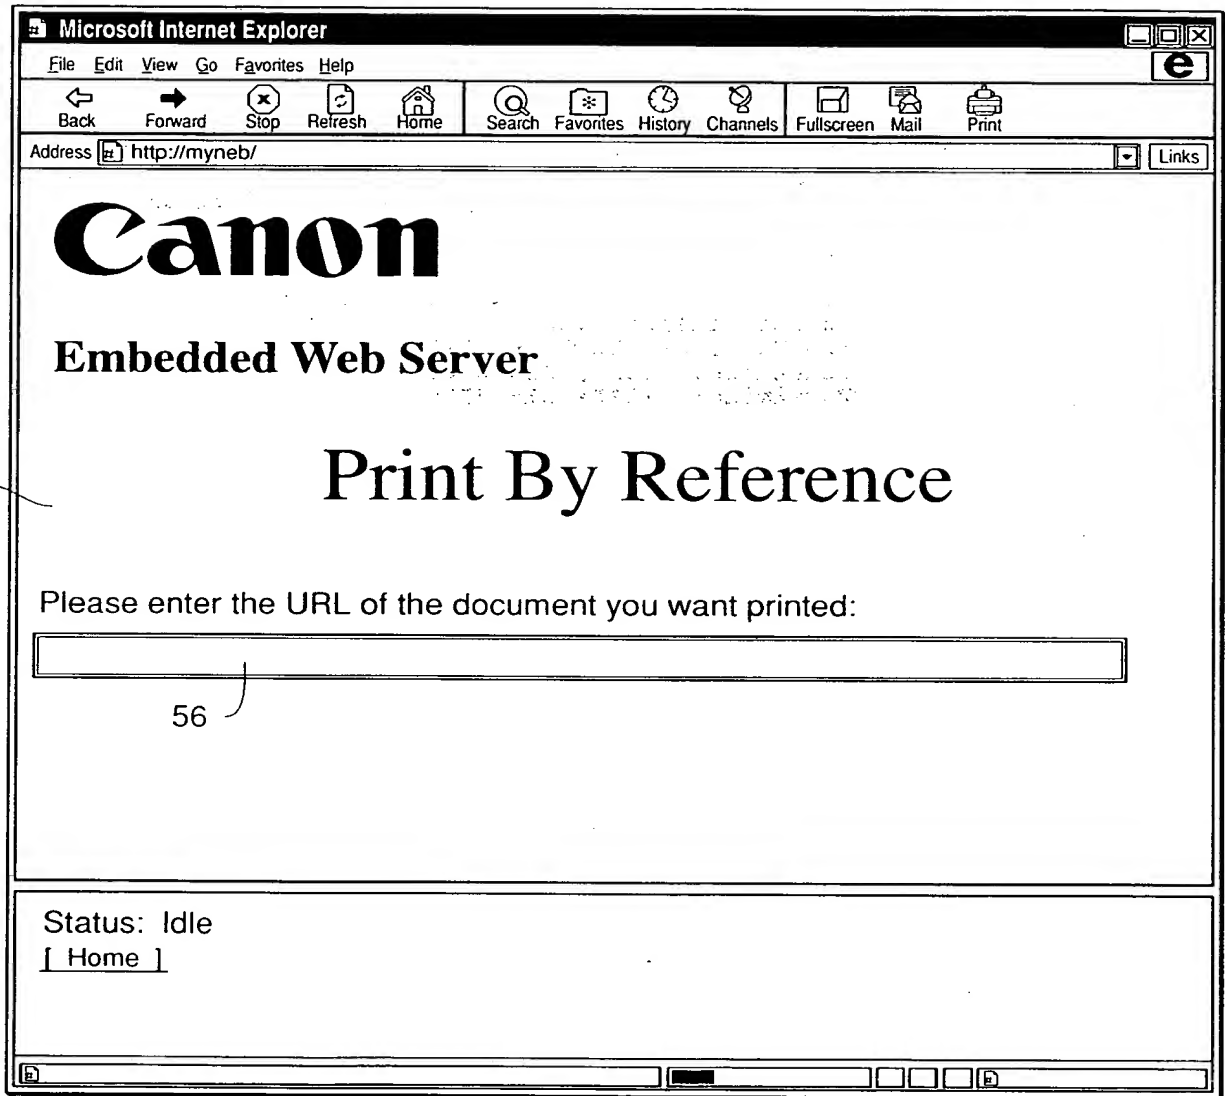 Microsoft Internet Explorer
File Edit View Go Favorites Help
Back Forward Stop Refresh Home Search Favorites History Channels Fullscreen Mail Print
Address http://myneb/ Links
Canon
Embedded Web Server
Print By Reference
Please enter the URL of the document you want printed:
56
Status: Idle
[ Home ]